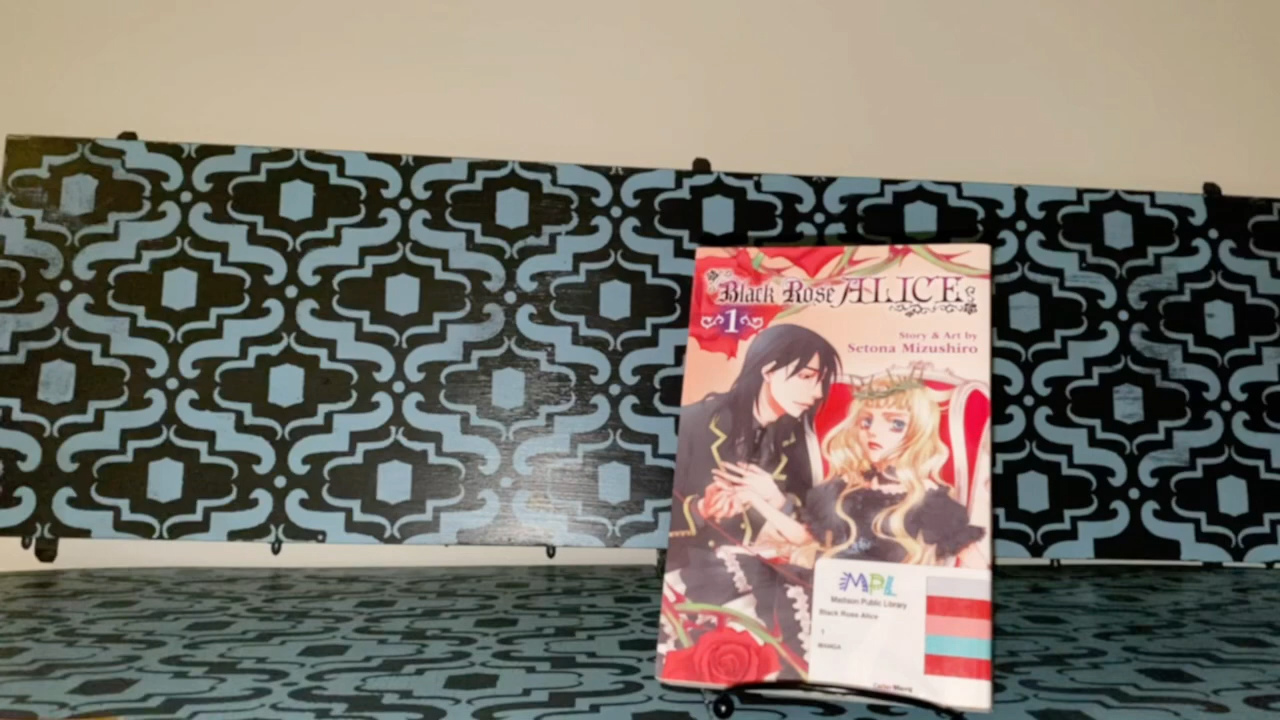 Black Rose ALICE
1
Story & Art by
Setona Mizushiro
MPL
Madison Public Library
Black Rose Alice
1
MANGA